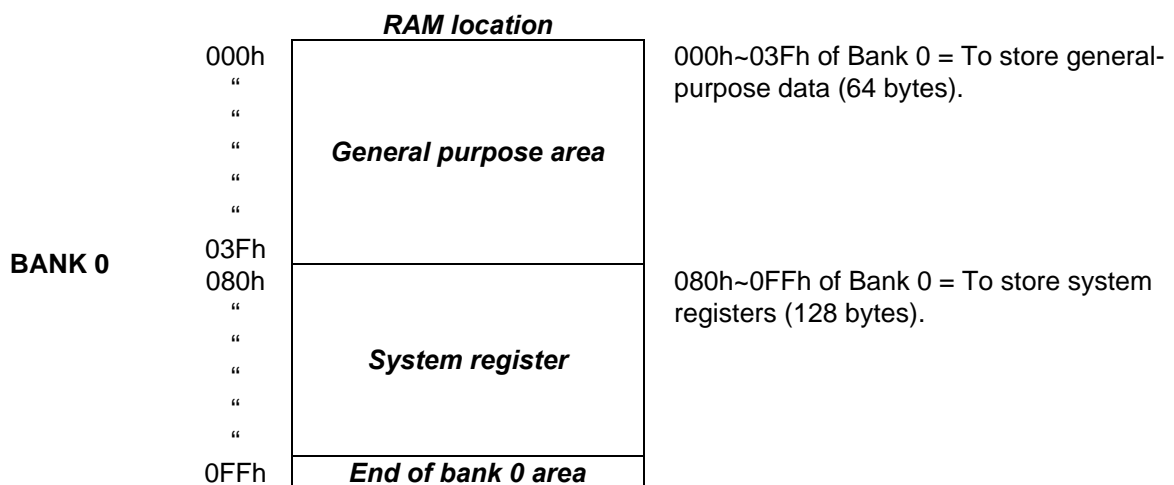 RAM location
000h
“
“
“
“
“
03Fh
General purpose area
000h~03Fh of Bank 0 = To store general-
purpose data (64 bytes).
BANK 0
080h
“
“
“
“
“
System register
080h~0FFh of Bank 0 = To store system
registers (128 bytes).
0FFh
End of bank 0 area